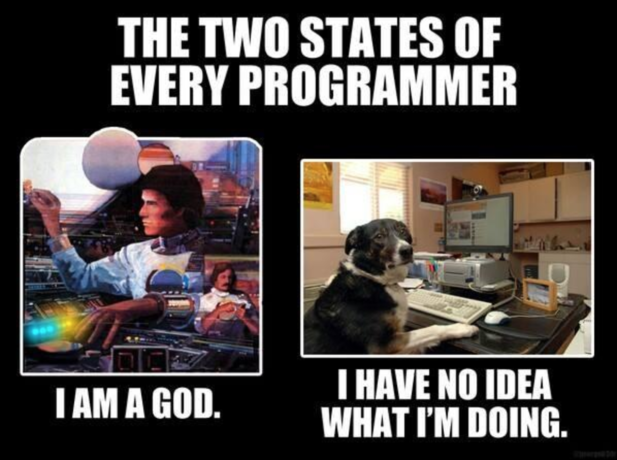 THE TWO STATES OF
EVERY PROGRAMMER
I AM A GOD.
I HAVE NO IDEA
WHAT I'M DOING.